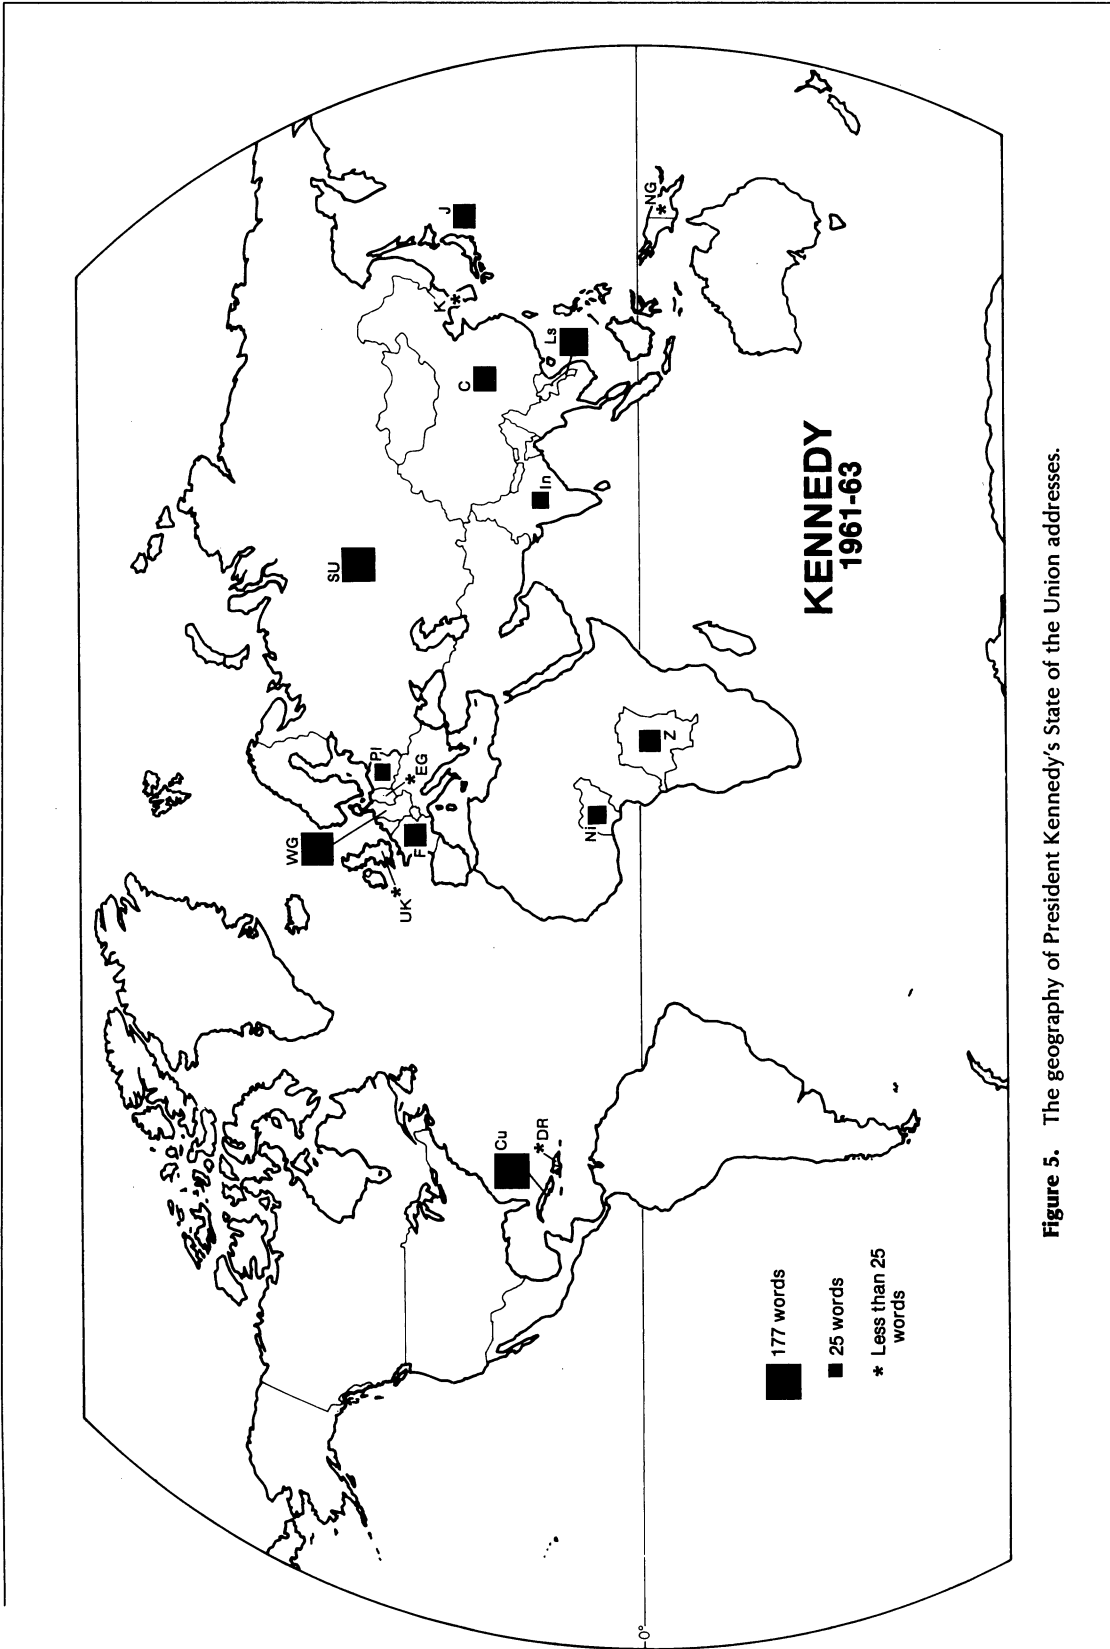 WG
SU
UK
F
Pl
EG
K
J
C
Ls
In
Cu
DR
Ni
Z
NG
0°
KENNEDY
1961-63
177 words
25 words
* Less than 25
words
Figure 5. The geography of President Kennedy's State of the Union addresses.